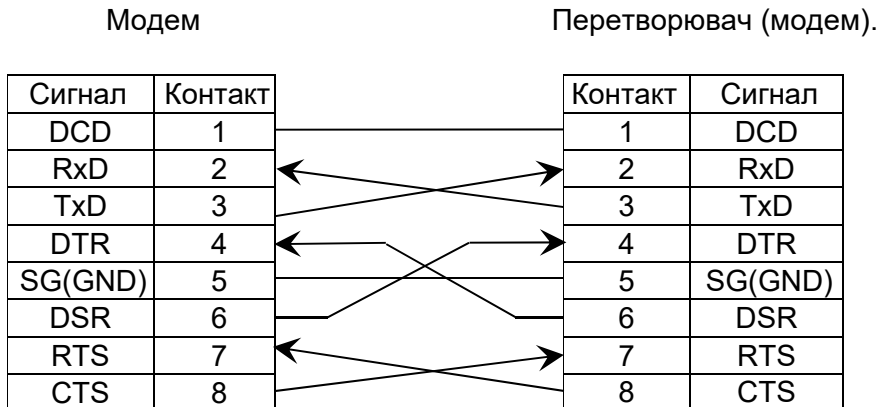 Модем Перетворювач (модем).
Сигнал Контакт Контакт Сигнал
DCD 1 1 DCD
RxD 2 2 RxD
TxD 3 3 TxD
DTR 4 4 DTR
SG(GND) 5 5 SG(GND)
DSR 6 6 DSR
RTS 7 7 RTS
CTS 8 8 CTS